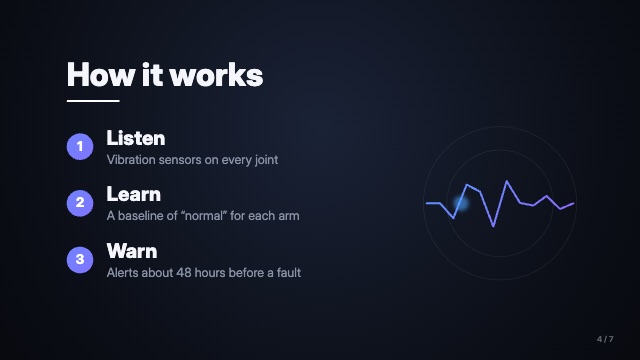 How it works
1
Listen
Vibration sensors on every joint
2
Learn
A baseline of “normal” for each arm
3
Warn
Alerts about 48 hours before a fault
4 / 7